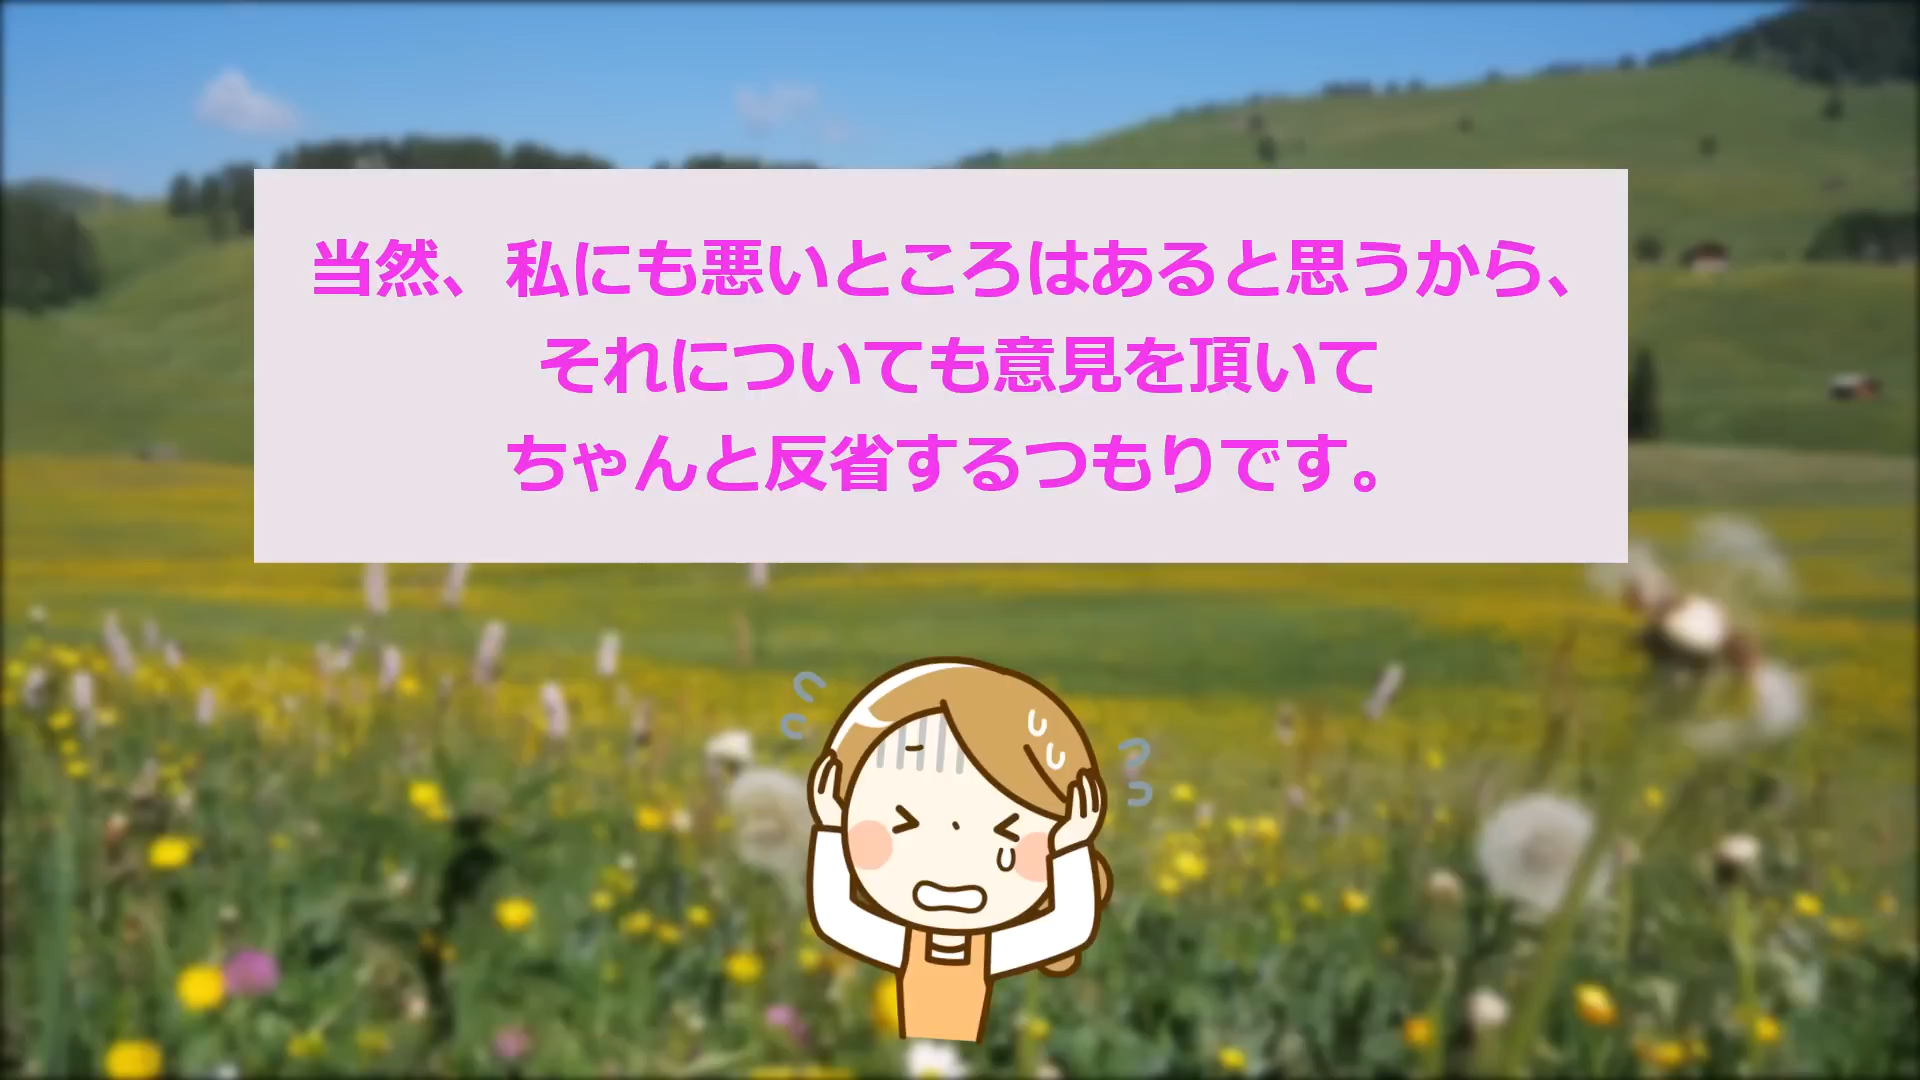 当然、私にも悪いところはあると思うから、
それについても意見を頂いて
ちゃんと反省するつもりです。